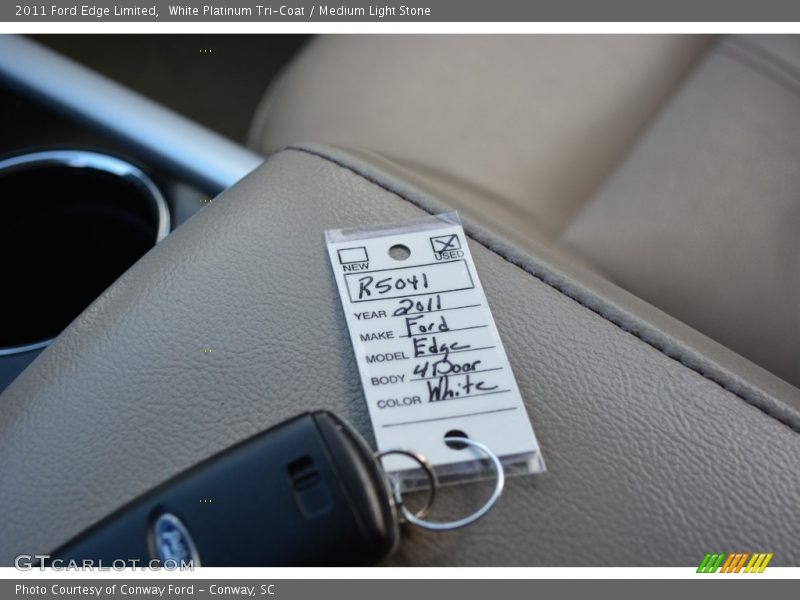 2011 Ford Edge Limited,  White Platinum Tri-Coat / Medium Light Stone
NEW USED
R5041
YEAR 2011
MAKE Ford
MODEL Edge
BODY 4 Door
COLOR White
Ford
GTCARLOT.COM
Photo Courtesy of Conway Ford - Conway, SC